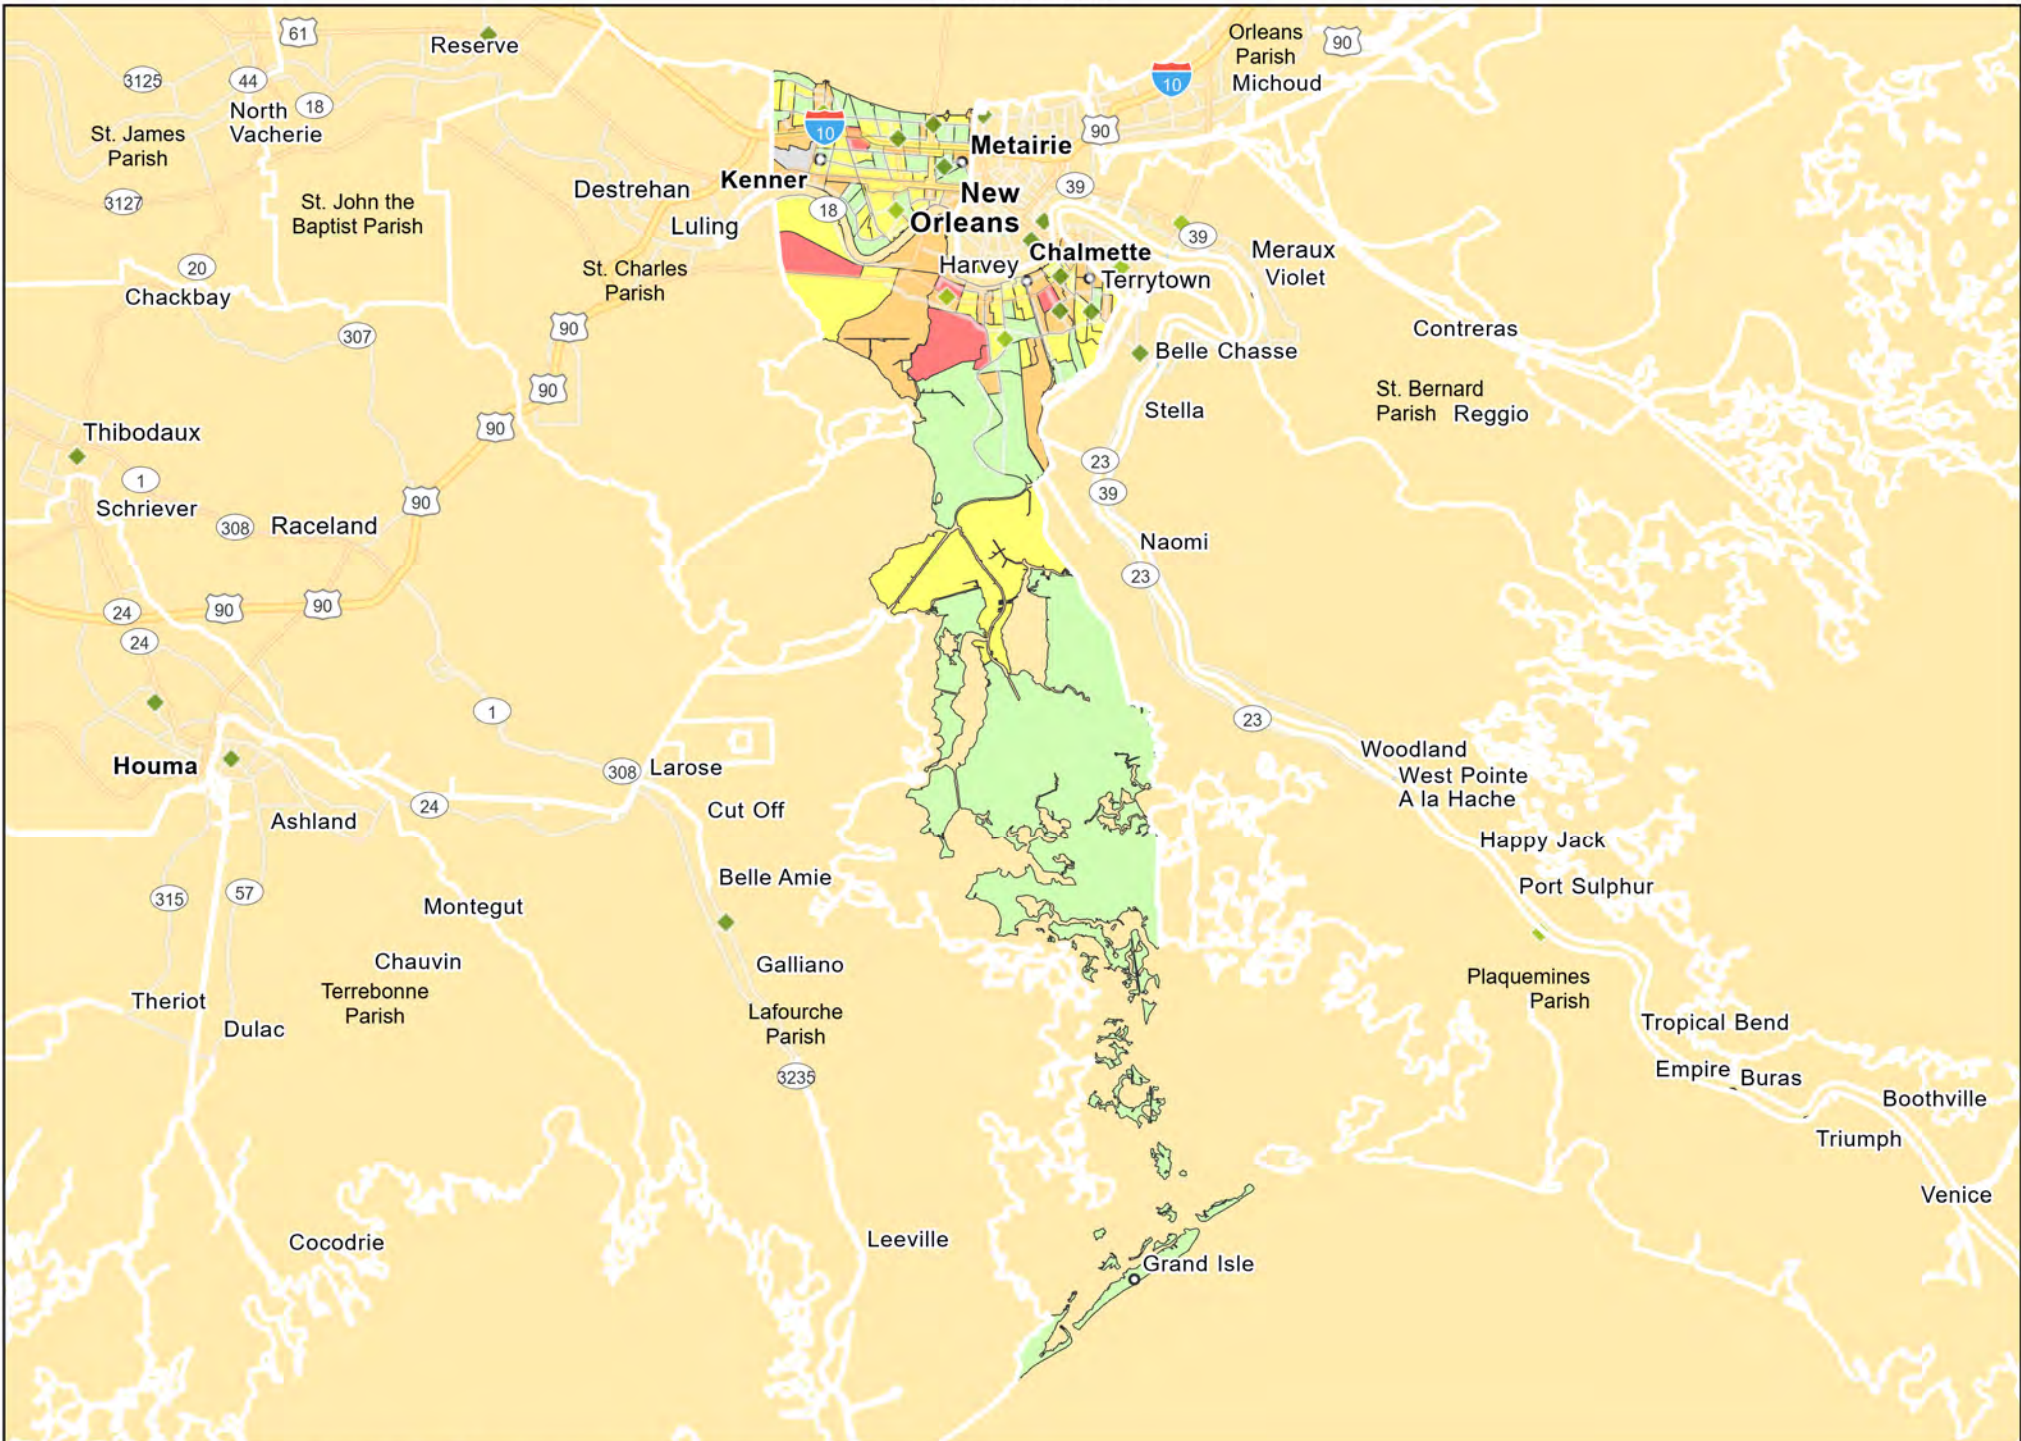 61
Reserve
Orleans
Parish
90
3125
44
10
Michoud
18
North
Vacherie
St. James
Parish
10
90
Metairie
Kenner
Destrehan
39
New
Orleans
3127
St. John the
Baptist Parish
18
Luling
39
Meraux
Violet
Chalmette
Harvey
Terrytown
20
Chackbay
St. Charles
Parish
307
90
Contreras
Belle Chasse
90
St. Bernard
Parish
Reggio
Stella
90
Thibodaux
1
23
39
Schriever
308
Raceland
90
Naomi
23
24
90
90
24
1
23
Woodland
West Pointe
A la Hache
Houma
308
Larose
24
Cut Off
Ashland
Happy Jack
Belle Amie
Port Sulphur
315
57
Montegut
Chauvin
Galliano
Plaquemines
Parish
Terrebonne
Parish
Theriot
Lafourche
Parish
Dulac
Tropical Bend
3235
Empire
Buras
Boothville
Triumph
Venice
Cocodrie
Leeville
Grand Isle